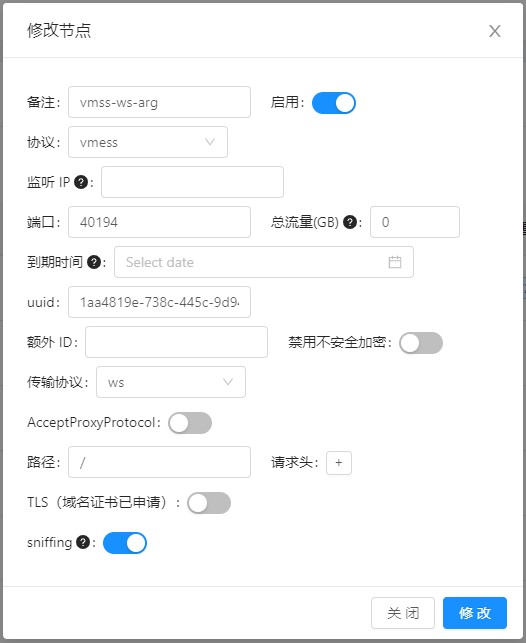 修改节点
备注: vmss-ws-arg 启用:
协议: vmess
监听 IP ?:
端口: 40194 总流量(GB) ?: 0
到期时间 ?: Select date
uuid: 1aa4819e-738c-445c-9d9
额外 ID: 禁用不安全加密:
传输协议: ws
AcceptProxyProtocol:
路径: / 请求头: +
TLS（域名证书已申请）:
sniffing ?:
关 闭 修 改